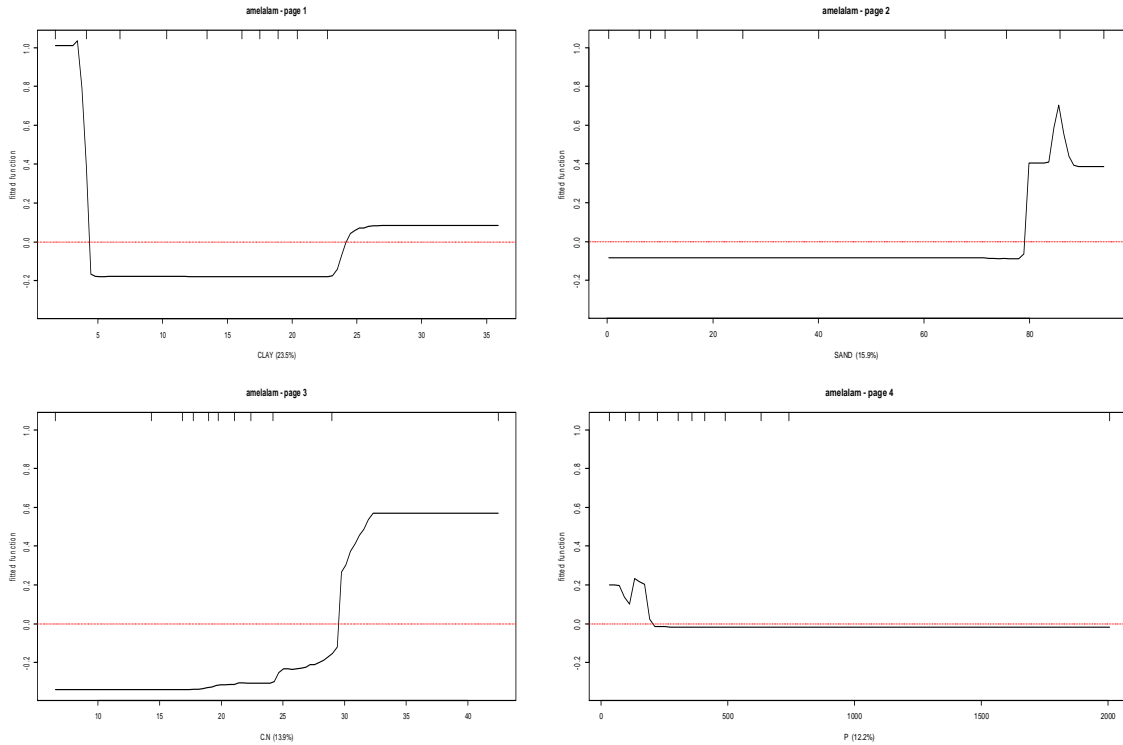 amelalam - page 1
fitted function
-0.2 0.0 0.2 0.4 0.6 0.8 1.0
5 10 15 20 25 30 35
CLAY (23.5%)
amelalam - page 2
fitted function
-0.2 0.0 0.2 0.4 0.6 0.8 1.0
0 20 40 60 80
SAND (15.9%)
amelalam - page 3
fitted function
-0.2 0.0 0.2 0.4 0.6 0.8 1.0
10 15 20 25 30 35 40
C.N (13.9%)
amelalam - page 4
fitted function
-0.2 0.0 0.2 0.4 0.6 0.8 1.0
0 500 1000 1500 2000
P (12.2%)